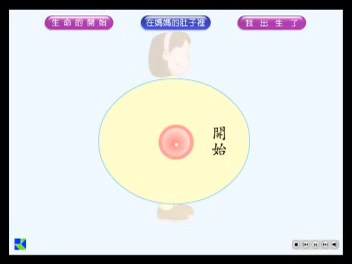 生命的開始
在媽媽的肚子裡
我出生了
開始